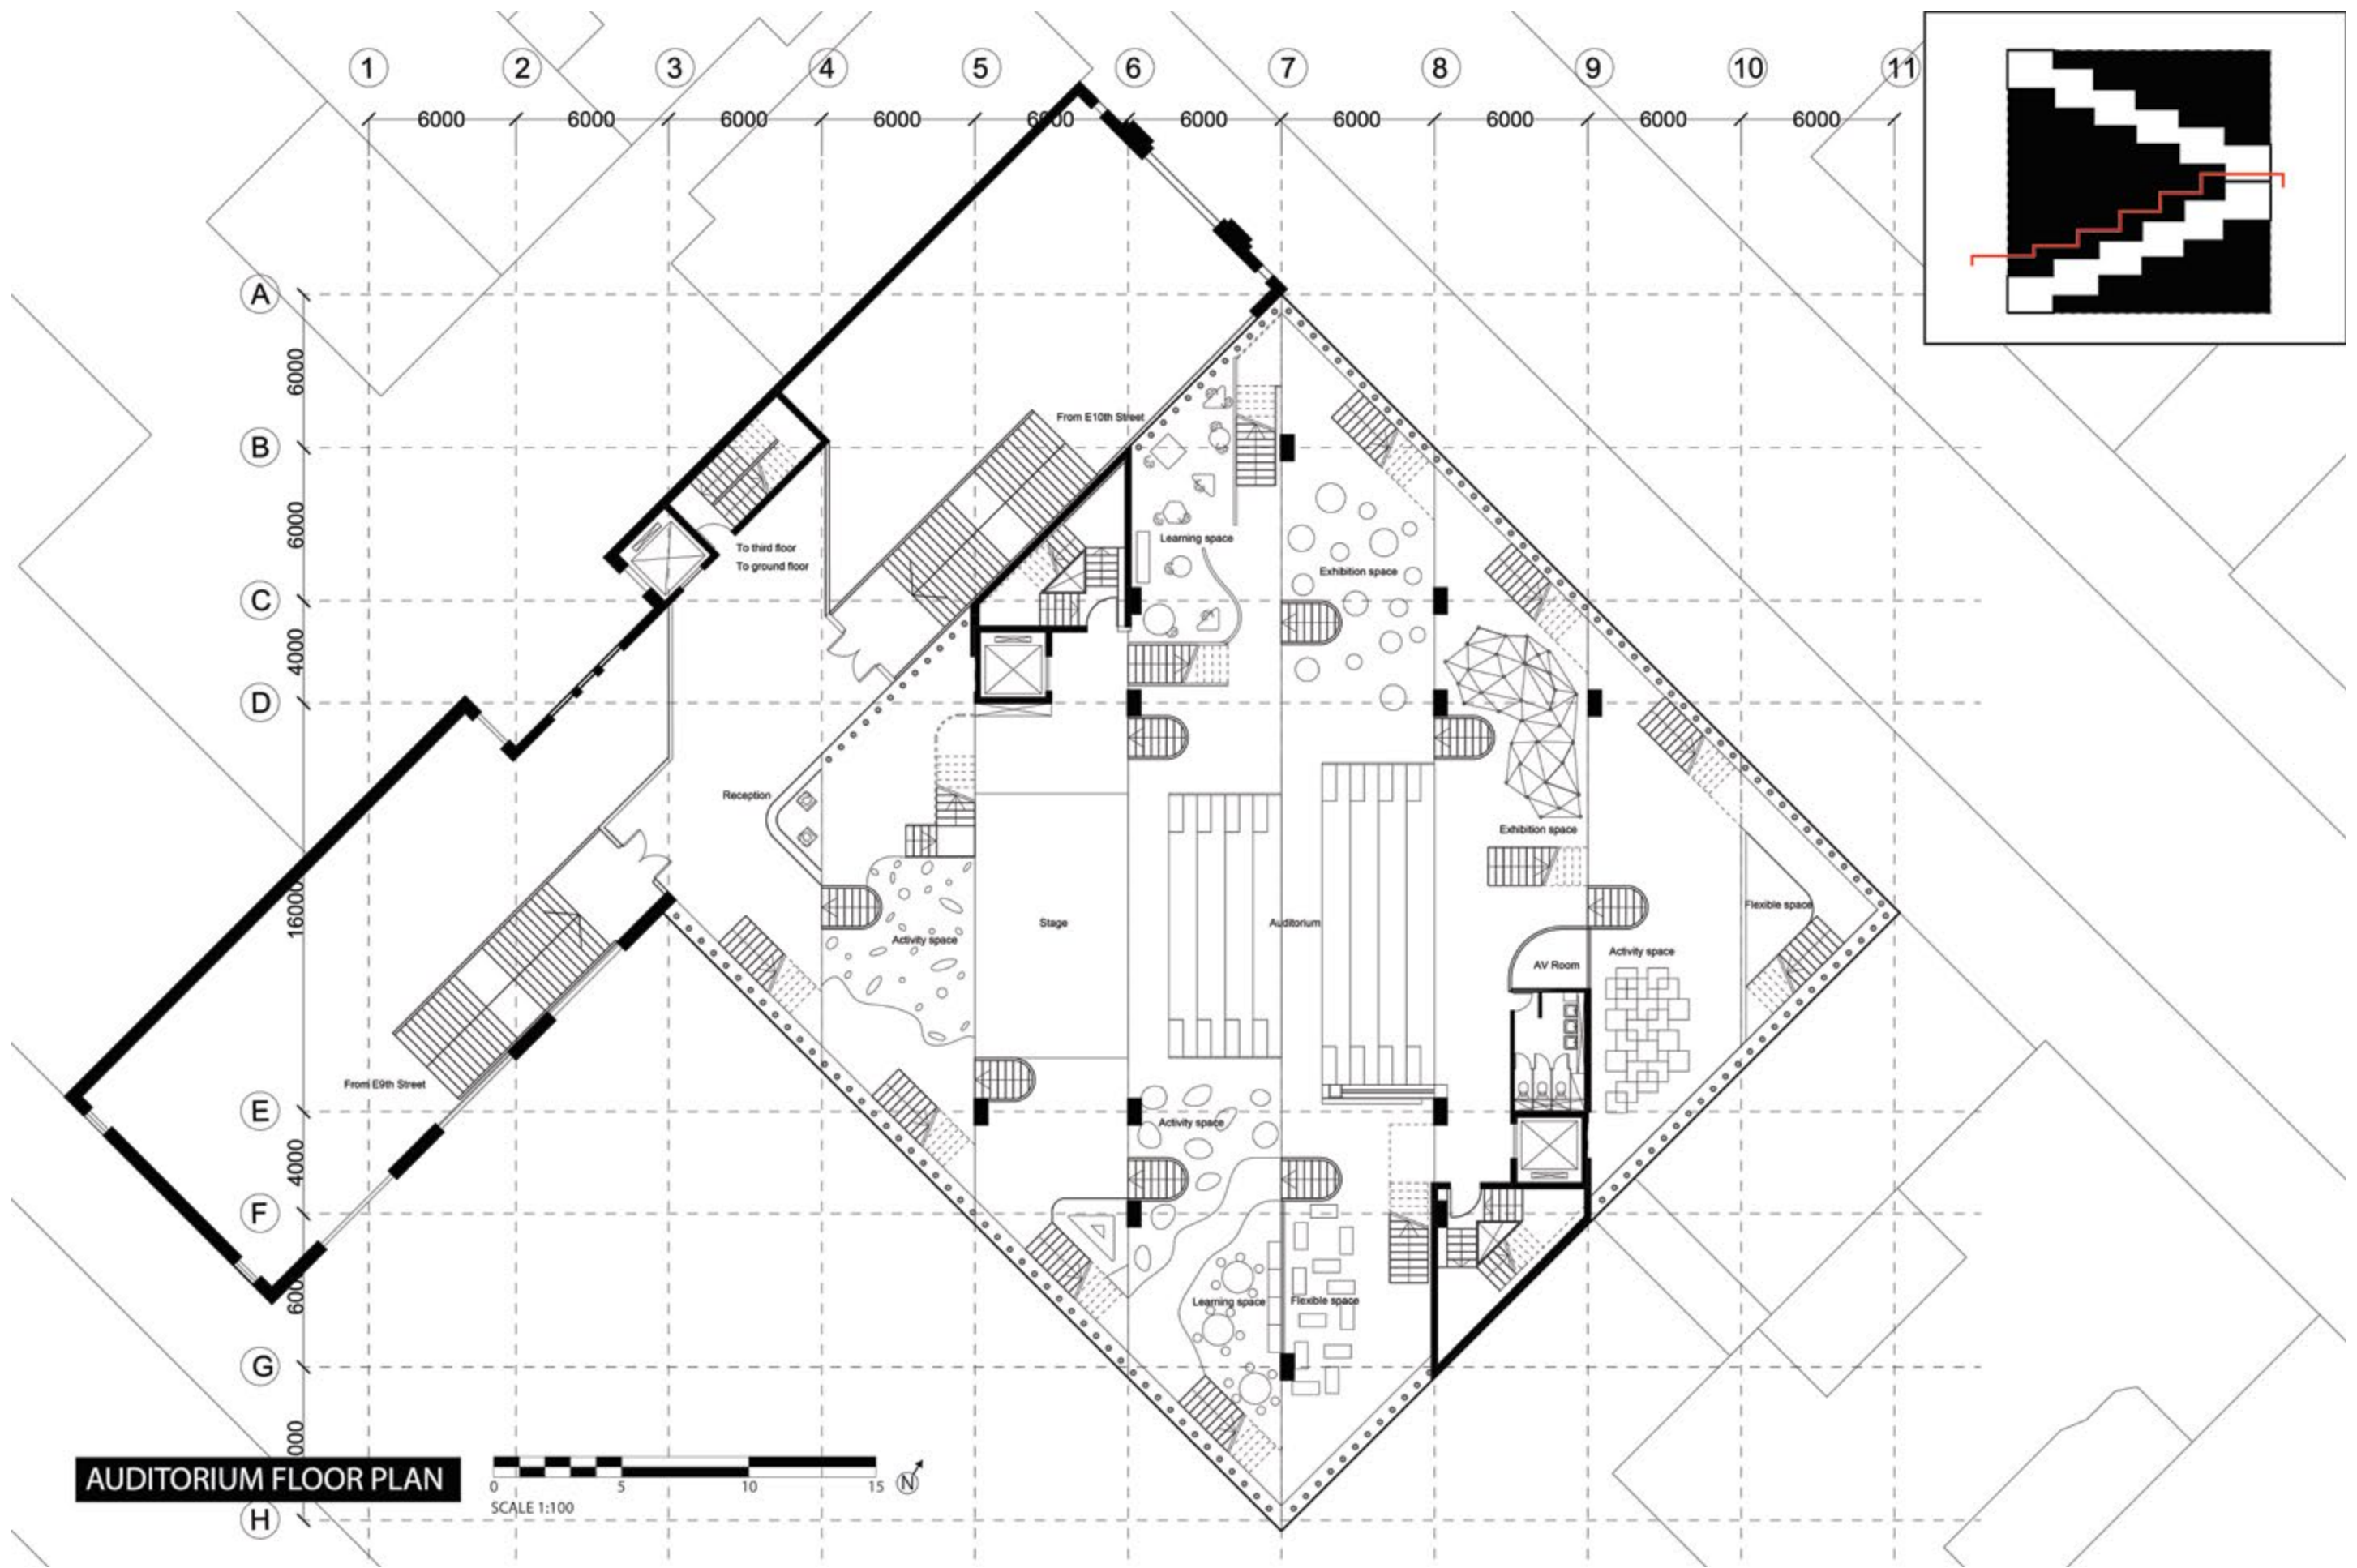 1 2 3 4 5 6 7 8 9 10 11
6000 6000 6000 6000 6000 6000 6000 6000 6000 6000
A
6000
From E10th Street
B
6000
Learning space
To third floor
To ground floor
Exhibition space
C
4000
D
Reception
Exhibition space
16000
Flexible space
Stage
Auditorium
Activity space
Activity space
AV Room
From E9th Street
E
Activity space
4000
F
Learning space
Flexible space
G
AUDITORIUM FLOOR PLAN
0 5 10 15
N
SCALE 1:100
H